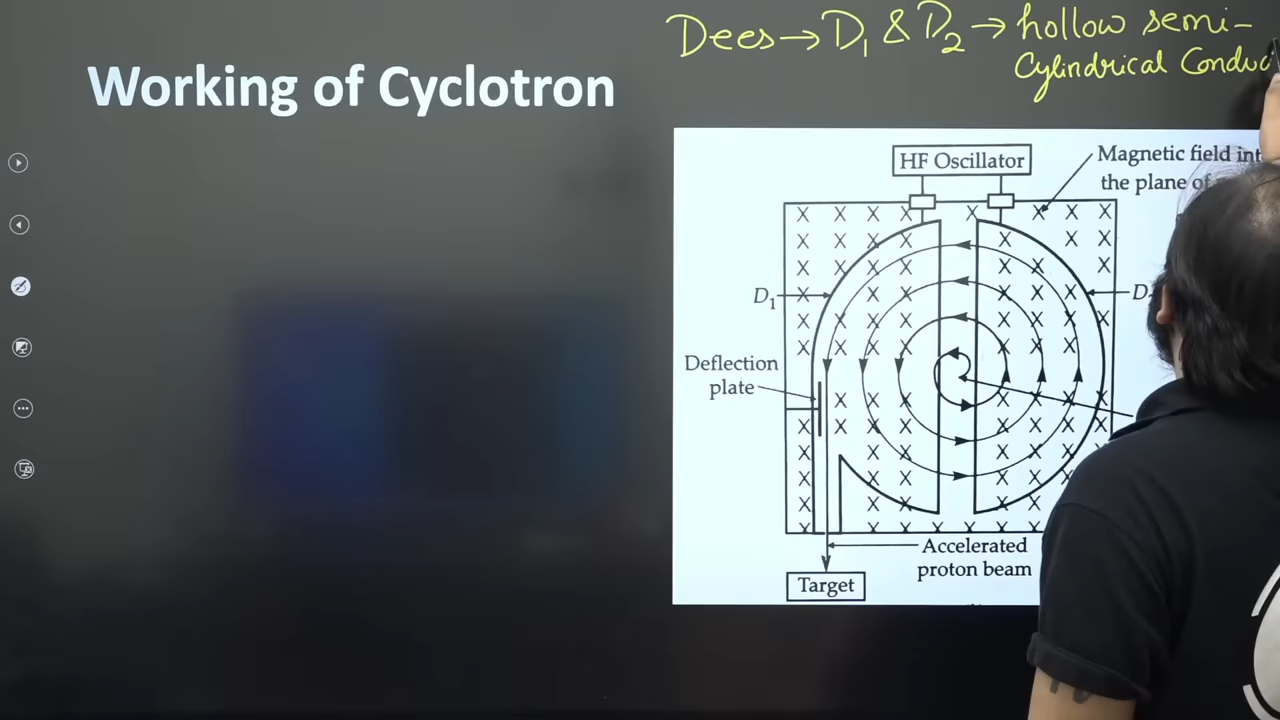 Dees → D₁ & D₂ → hollow semi-
Cylindrical
Working of Cyclotron
HF Oscillator
Magnetic field
the plane of
D₁
Deflection
plate
Accelerated
proton beam
Target